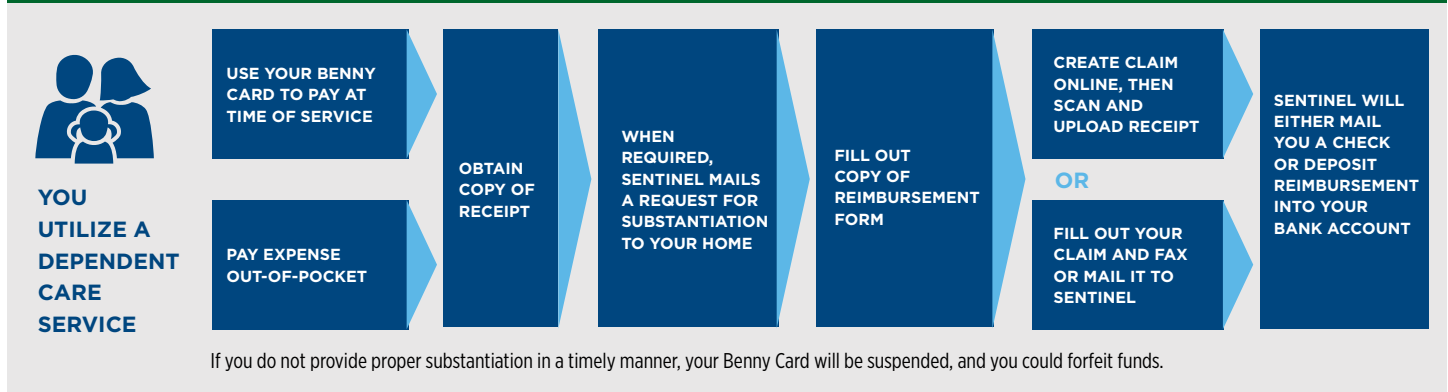 YOU
UTILIZE A
DEPENDENT
CARE
SERVICE
USE YOUR BENNY
CARD TO PAY AT
TIME OF SERVICE
PAY EXPENSE
OUT-OF-POCKET
OBTAIN
COPY OF
RECEIPT
WHEN
REQUIRED,
SENTINEL MAILS
A REQUEST FOR
SUBSTANTIATION
TO YOUR HOME
FILL OUT
COPY OF
REIMBURSEMENT
FORM
CREATE CLAIM
ONLINE, THEN
SCAN AND
UPLOAD RECEIPT
OR
FILL OUT YOUR
CLAIM AND FAX
OR MAIL IT TO
SENTINEL
SENTINEL WILL
EITHER MAIL
YOU A CHECK
OR DEPOSIT
REIMBURSEMENT
INTO YOUR
BANK ACCOUNT
If you do not provide proper substantiation in a timely manner, your Benny Card will be suspended, and you could forfeit funds.